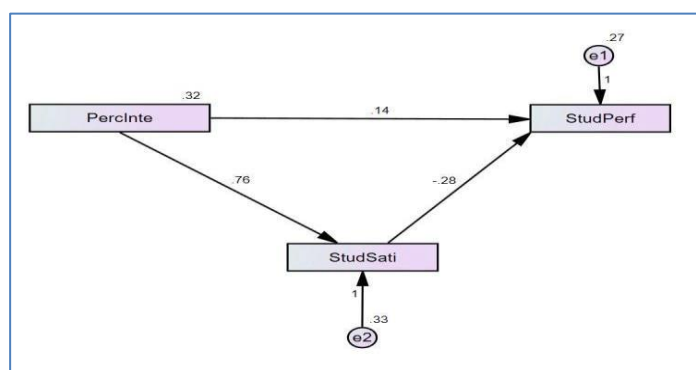 .27
e1
.32
1
PercInte
.14
StudPerf
.76
-.28
StudSati
1
.33
e2